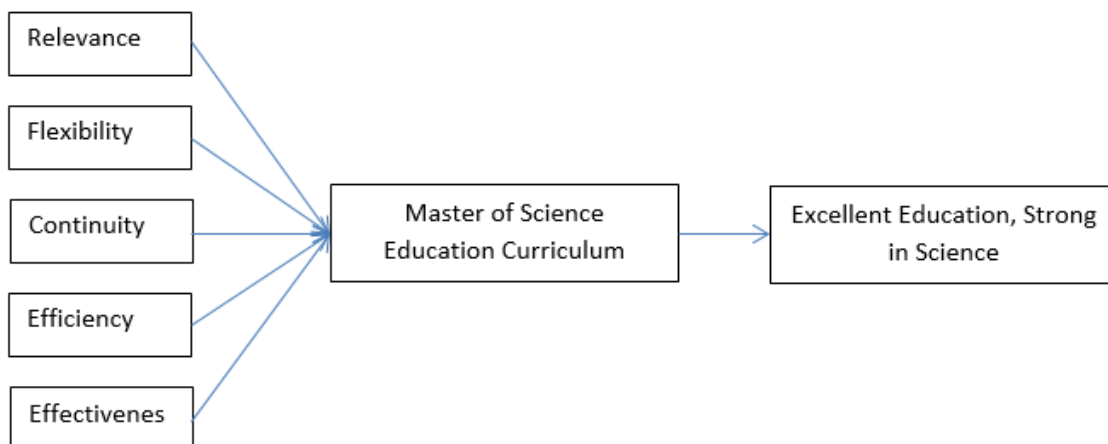 Relevance
Flexibility
Continuity
Efficiency
Effectivenes
Master of Science
Education Curriculum
Excellent Education, Strong
in Science